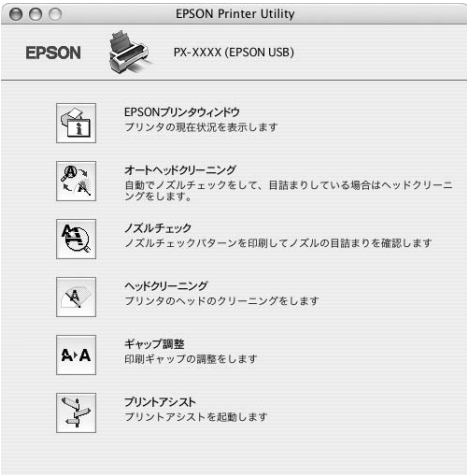 EPSON Printer Utility
EPSON
PX-XXXX (EPSON USB)
EPSONプリンタウィンドウ
プリンタの現在状況を表示します
オートヘッドクリーニング
自動でノズルチェックをして、目詰まりしている場合はヘッドクリーニ
ングをします。
ノズルチェック
ノズルチェックパターンを印刷してノズルの目詰まりを確認します
ヘッドクリーニング
プリンタのヘッドのクリーニングをします
A▸A
ギャップ調整
印刷ギャップの調整をします
プリントアシスト
プリントアシストを起動します